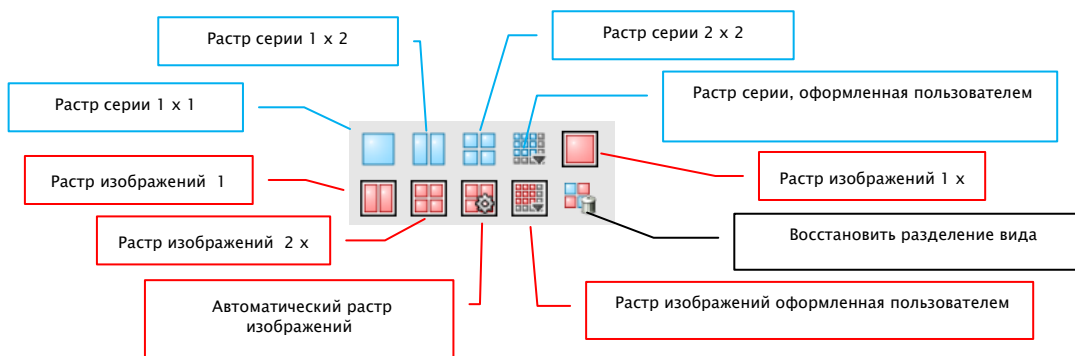 Растр серии 1 x 2
Растр серии 2 x 2
Растр серии 1 x 1
Растр серии, оформленная пользователем
Растр изображений 1
Растр изображений 1 x
Растр изображений 2 x
Восстановить разделение вида
Автоматический растр
изображений
Растр изображений оформленная пользователем